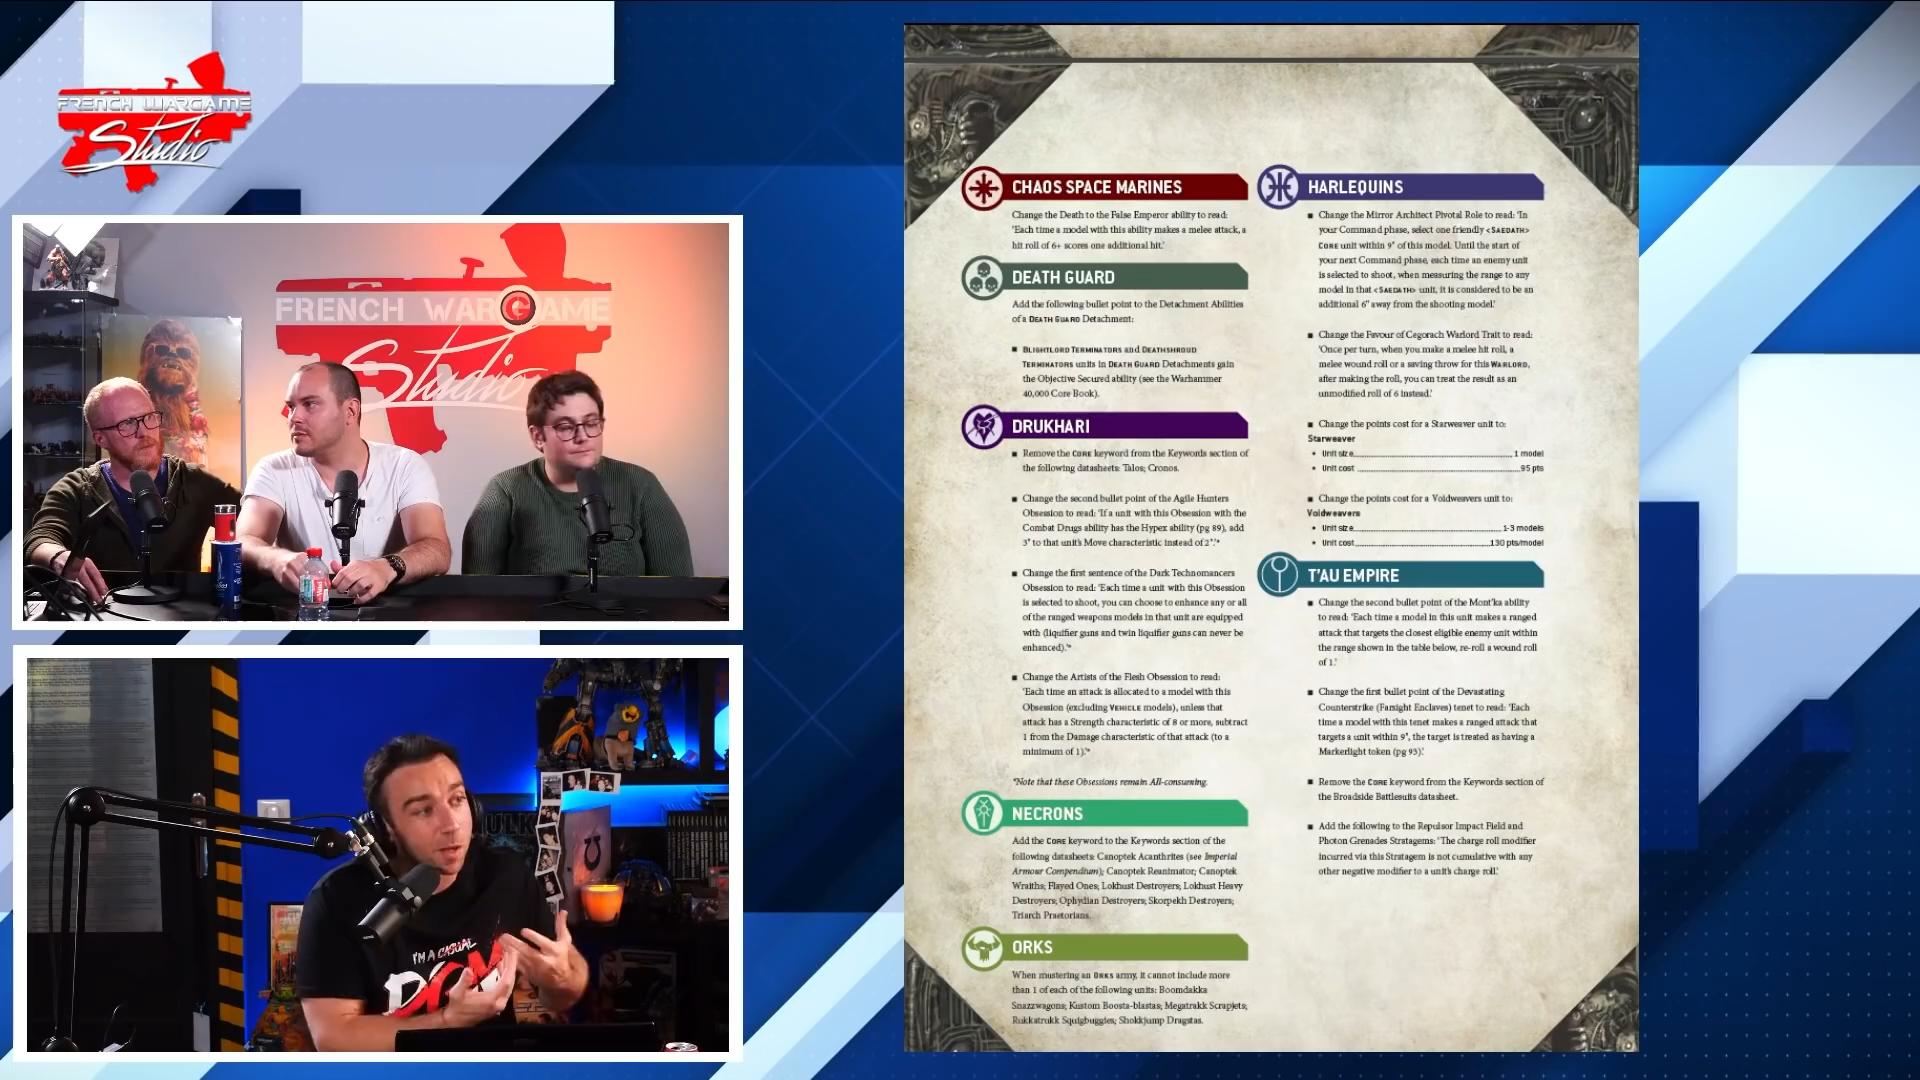 FRENCH WARGAME
Studio
FRENCH WARGAME
Studio
I'M A CASUAL
CHAOS SPACE MARINES
Change the Death to the False Emperor ability to read:
'Each time a model with this ability makes a melee attack, a
hit roll of 6+ scores one additional hit.'
DEATH GUARD
Add the following bullet point to the Detachment Abilities
of a DEATH GUARD Detachment:
■ BLIGHTLORD TERMINATORS and DEATHSHROUD
TERMINATORS units in DEATH GUARD Detachments gain
the Objective Secured ability (see the Warhammer
40,000 Core Book).
DRUKHARI
■ Remove the CORE keyword from the Keywords section of
the following datasheets: Talos; Cronos.
■ Change the second bullet point of the Agile Hunters
Obsession to read: 'If a unit with this Obsession with the
Combat Drugs ability has the Hypex ability (pg 89), add
3" to that unit's Move characteristic instead of 2".'*
■ Change the first sentence of the Dark Technomancers
Obsession to read: 'Each time a unit with this Obsession
is selected to shoot, you can choose to enhance any or all
of the ranged weapons models in that unit are equipped
with (liquifier guns and twin liquifier guns can never be
enhanced).'*
■ Change the Artists of the Flesh Obsession to read:
'Each time an attack is allocated to a model with this
Obsession (excluding VEHICLE models), unless that
attack has a Strength characteristic of 8 or more, subtract
1 from the Damage characteristic of that attack (to a
minimum of 1).'*
*Note that these Obsessions remain All-consuming.
NECRONS
Add the CORE keyword to the Keywords section of the
following datasheets: Canoptek Acanthrites (see Imperial
Armour Compendium); Canoptek Reanimator; Canoptek
Wraiths; Flayed Ones; Lokhust Destroyers; Lokhust Heavy
Destroyers; Ophydian Destroyers; Skorpekh Destroyers;
Triarch Praetorians.
ORKS
When mustering an ORKS army, it cannot include more
than 1 of each of the following units: Boomdakka
Snazzwagons; Kustom Boosta-blastas; Megatrakk Scrapjets;
Rukkatrukk Squigbuggies; Shokkjump Dragstas.
HARLEQUINS
■ Change the Mirror Architect Pivotal Role to read: 'In
your Command phase, select one friendly <SAEDATH>
CORE unit within 9" of this model. Until the start of
your next Command phase, each time an enemy unit
is selected to shoot, when measuring the range to any
model in that <SAEDATH> unit, it is considered to be an
additional 6" away from the shooting model.'
■ Change the Favour of Cegorach Warlord Trait to read:
'Once per turn, when you make a melee hit roll, a
melee wound roll or a saving throw for this WARLORD,
after making the roll, you can treat the result as an
unmodified roll of 6 instead.'
■ Change the points cost for a Starweaver unit to:
Starweaver
• Unit size 1 model
• Unit cost 95 pts
■ Change the points cost for a Voidweavers unit to:
Voidweavers
• Unit size 1-3 models
• Unit cost 130 pts/model
T'AU EMPIRE
■ Change the second bullet point of the Mont'ka ability
to read: 'Each time a model in this unit makes a ranged
attack that targets the closest eligible enemy unit within
the range shown in the table below, re-roll a wound roll
of 1.'
■ Change the first bullet point of the Devastating
Counterstrike (Farsight Enclaves) tenet to read: 'Each
time a model with this tenet makes a ranged attack that
targets a unit within 9", the target is treated as having a
Markerlight token (pg 93).'
■ Remove the CORE keyword from the Keywords section of
the Broadside Battlesuits datasheet.
■ Add the following to the Repulsor Impact Field and
Photon Grenades Stratagems: 'The charge roll modifier
incurred via this Stratagem is not cumulative with any
other negative modifier to a unit's charge roll.'